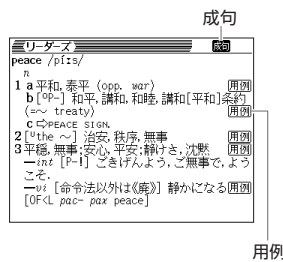 成句
リーダーズ 成句
peace /píːs/
n
1 a 平和, 泰平 (opp. war) 用例
b [ᴼP-] 和平, 講和, 和睦, 講和[平和]条約
(=～ treaty) 用例
c ⇨PEACE SIGN.
2 [ᵁthe ～] 治安, 秩序, 無事 用例
3 平穏, 無事; 安心, 平安; 静けさ, 沈黙 用例
—int [P-!] ごきげんよう, ご無事で, よう
こそ.
—vi [命令法以外は《廃》] 静かになる 用例
[OF<L pac- pax peace]
用例